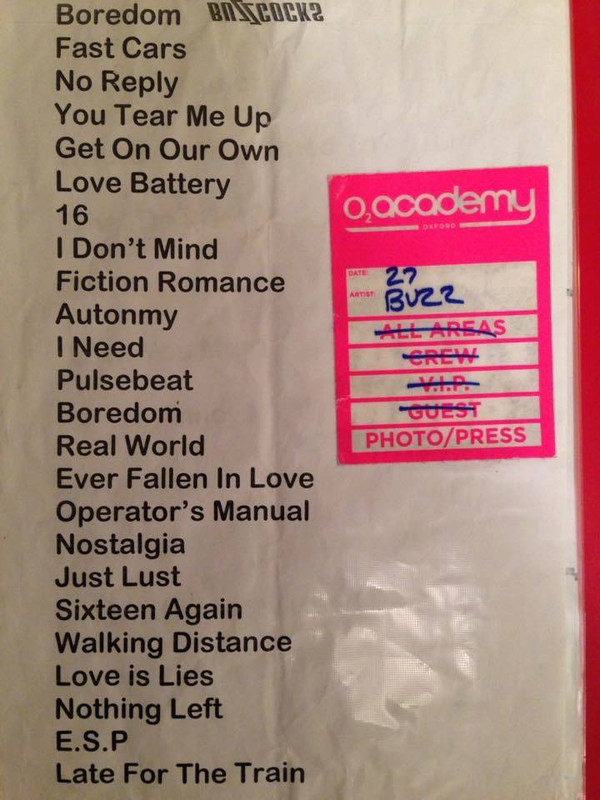 Boredom BUZZCOCKS
Fast Cars
No Reply
You Tear Me Up
Get On Our Own
Love Battery
16
I Don't Mind
Fiction Romance
Autonmy
I Need
Pulsebeat
Boredom
Real World
Ever Fallen In Love
Operator's Manual
Nostalgia
Just Lust
Sixteen Again
Walking Distance
Love is Lies
Nothing Left
E.S.P
Late For The Train
O2 academy
OXFORD
DATE: 27
ARTIST: BUZZ
ALL AREAS
CREW
V.I.P.
GUEST
PHOTO/PRESS